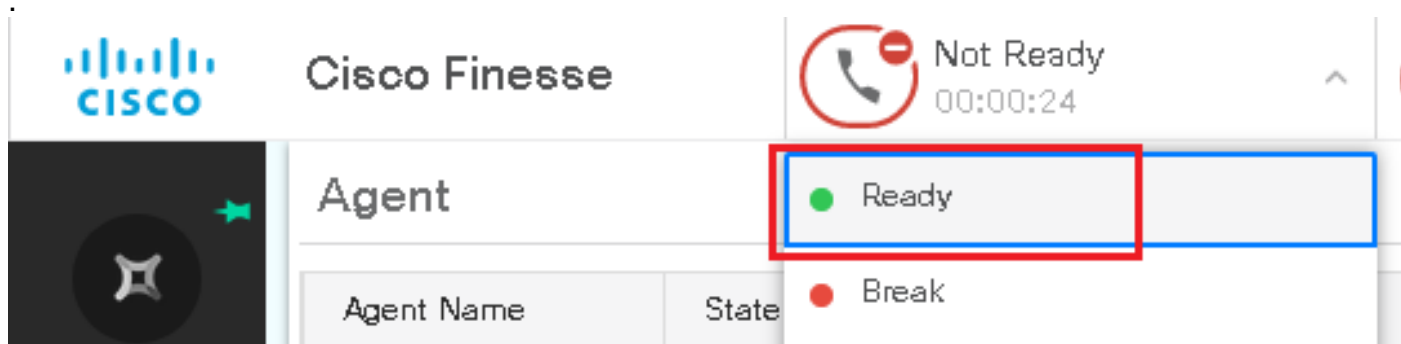 .
CISCO
Cisco Finesse
Not Ready
00:00:24
Agent
Ready
Agent Name
State
Break